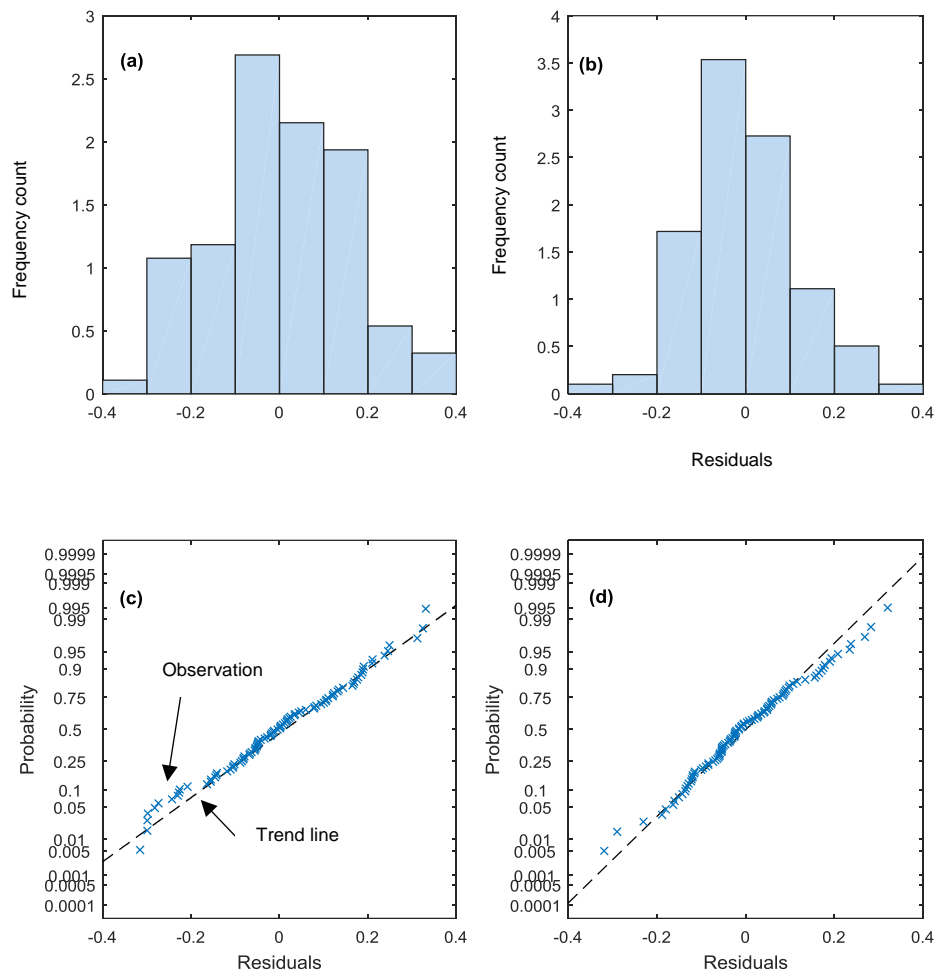 (a)
Frequency count
3
2.5
2
1.5
1
0.5
0
-0.4 -0.2 0 0.2 0.4
(b)
Frequency count
4
3.5
3
2.5
2
1.5
1
0.5
0
-0.4 -0.2 0 0.2 0.4
Residuals
(c)
Probability
0.9999
0.9995
0.999
0.995
0.99
0.95
0.9
0.75
0.5
0.25
0.1
0.05
0.01
0.005
0.001
0.0005
0.0001
Observation
Trend line
-0.4 -0.2 0 0.2 0.4
Residuals
(d)
Probability
0.9999
0.9995
0.999
0.995
0.99
0.95
0.9
0.75
0.5
0.25
0.1
0.05
0.01
0.005
0.001
0.0005
0.0001
-0.4 -0.2 0 0.2 0.4
Residuals